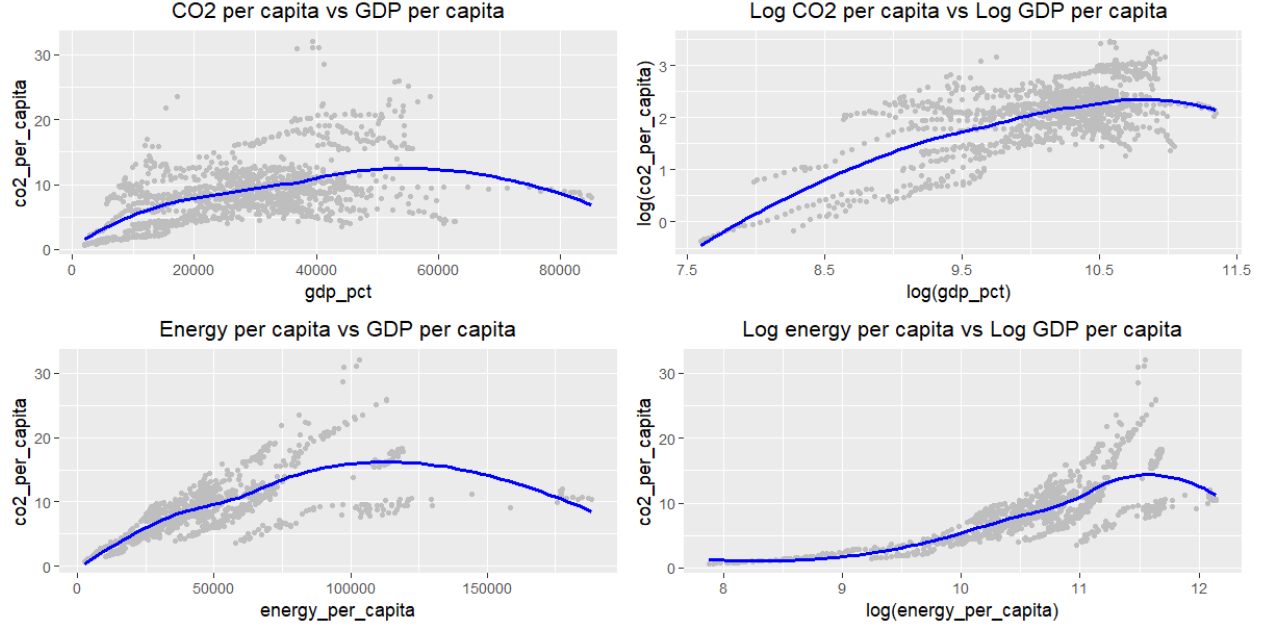 CO2 per capita vs GDP per capita
30
20
10
0
co2_per_capita
0 20000 40000 60000 80000
gdp_pct
Log CO2 per capita vs Log GDP per capita
3
2
1
0
log(co2_per_capita)
7.5 8.5 9.5 10.5 11.5
log(gdp_pct)
Energy per capita vs GDP per capita
30
20
10
0
co2_per_capita
0 50000 100000 150000
energy_per_capita
Log energy per capita vs Log GDP per capita
30
20
10
0
co2_per_capita
8 9 10 11 12
log(energy_per_capita)